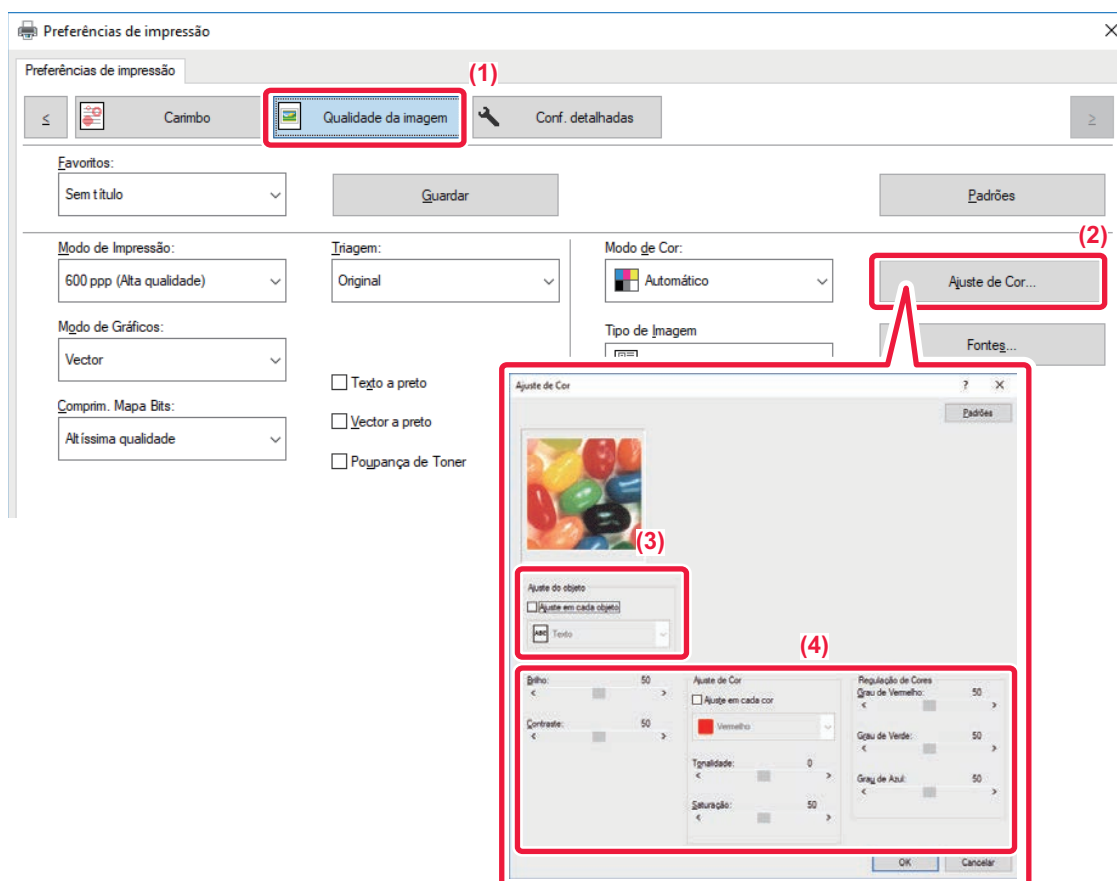 Preferências de impressão
Preferências de impressão
(1)
<
Carimbo
Qualidade da imagem
Conf. detalhadas
>
Favoritos:
Sem título
Guardar
Padrões
(2)
Modo de Impressão:
600 ppp (Alta qualidade)
Triagem:
Original
Modo de Cor:
Automático
Ajuste de Cor...
Modo de Gráficos:
Vector
Tipo de Imagem
Fontes...
Texto a preto
Comprim. Mapa Bits:
Altíssima qualidade
Vector a preto
Poupança de Toner
Ajuste de Cor
?
Padrões
(3)
Ajuste do objeto
Ajuste em cada objeto
ABC Texto
(4)
Brilho: 50
Contraste: 50
Ajuste de Cor
Ajuste em cada cor
Vermelho
Tonalidade: 0
Saturação: 50
Regulação de Cores
Grau de Vermelho: 50
Grau de Verde: 50
Grau de Azul: 50
OK
Cancelar